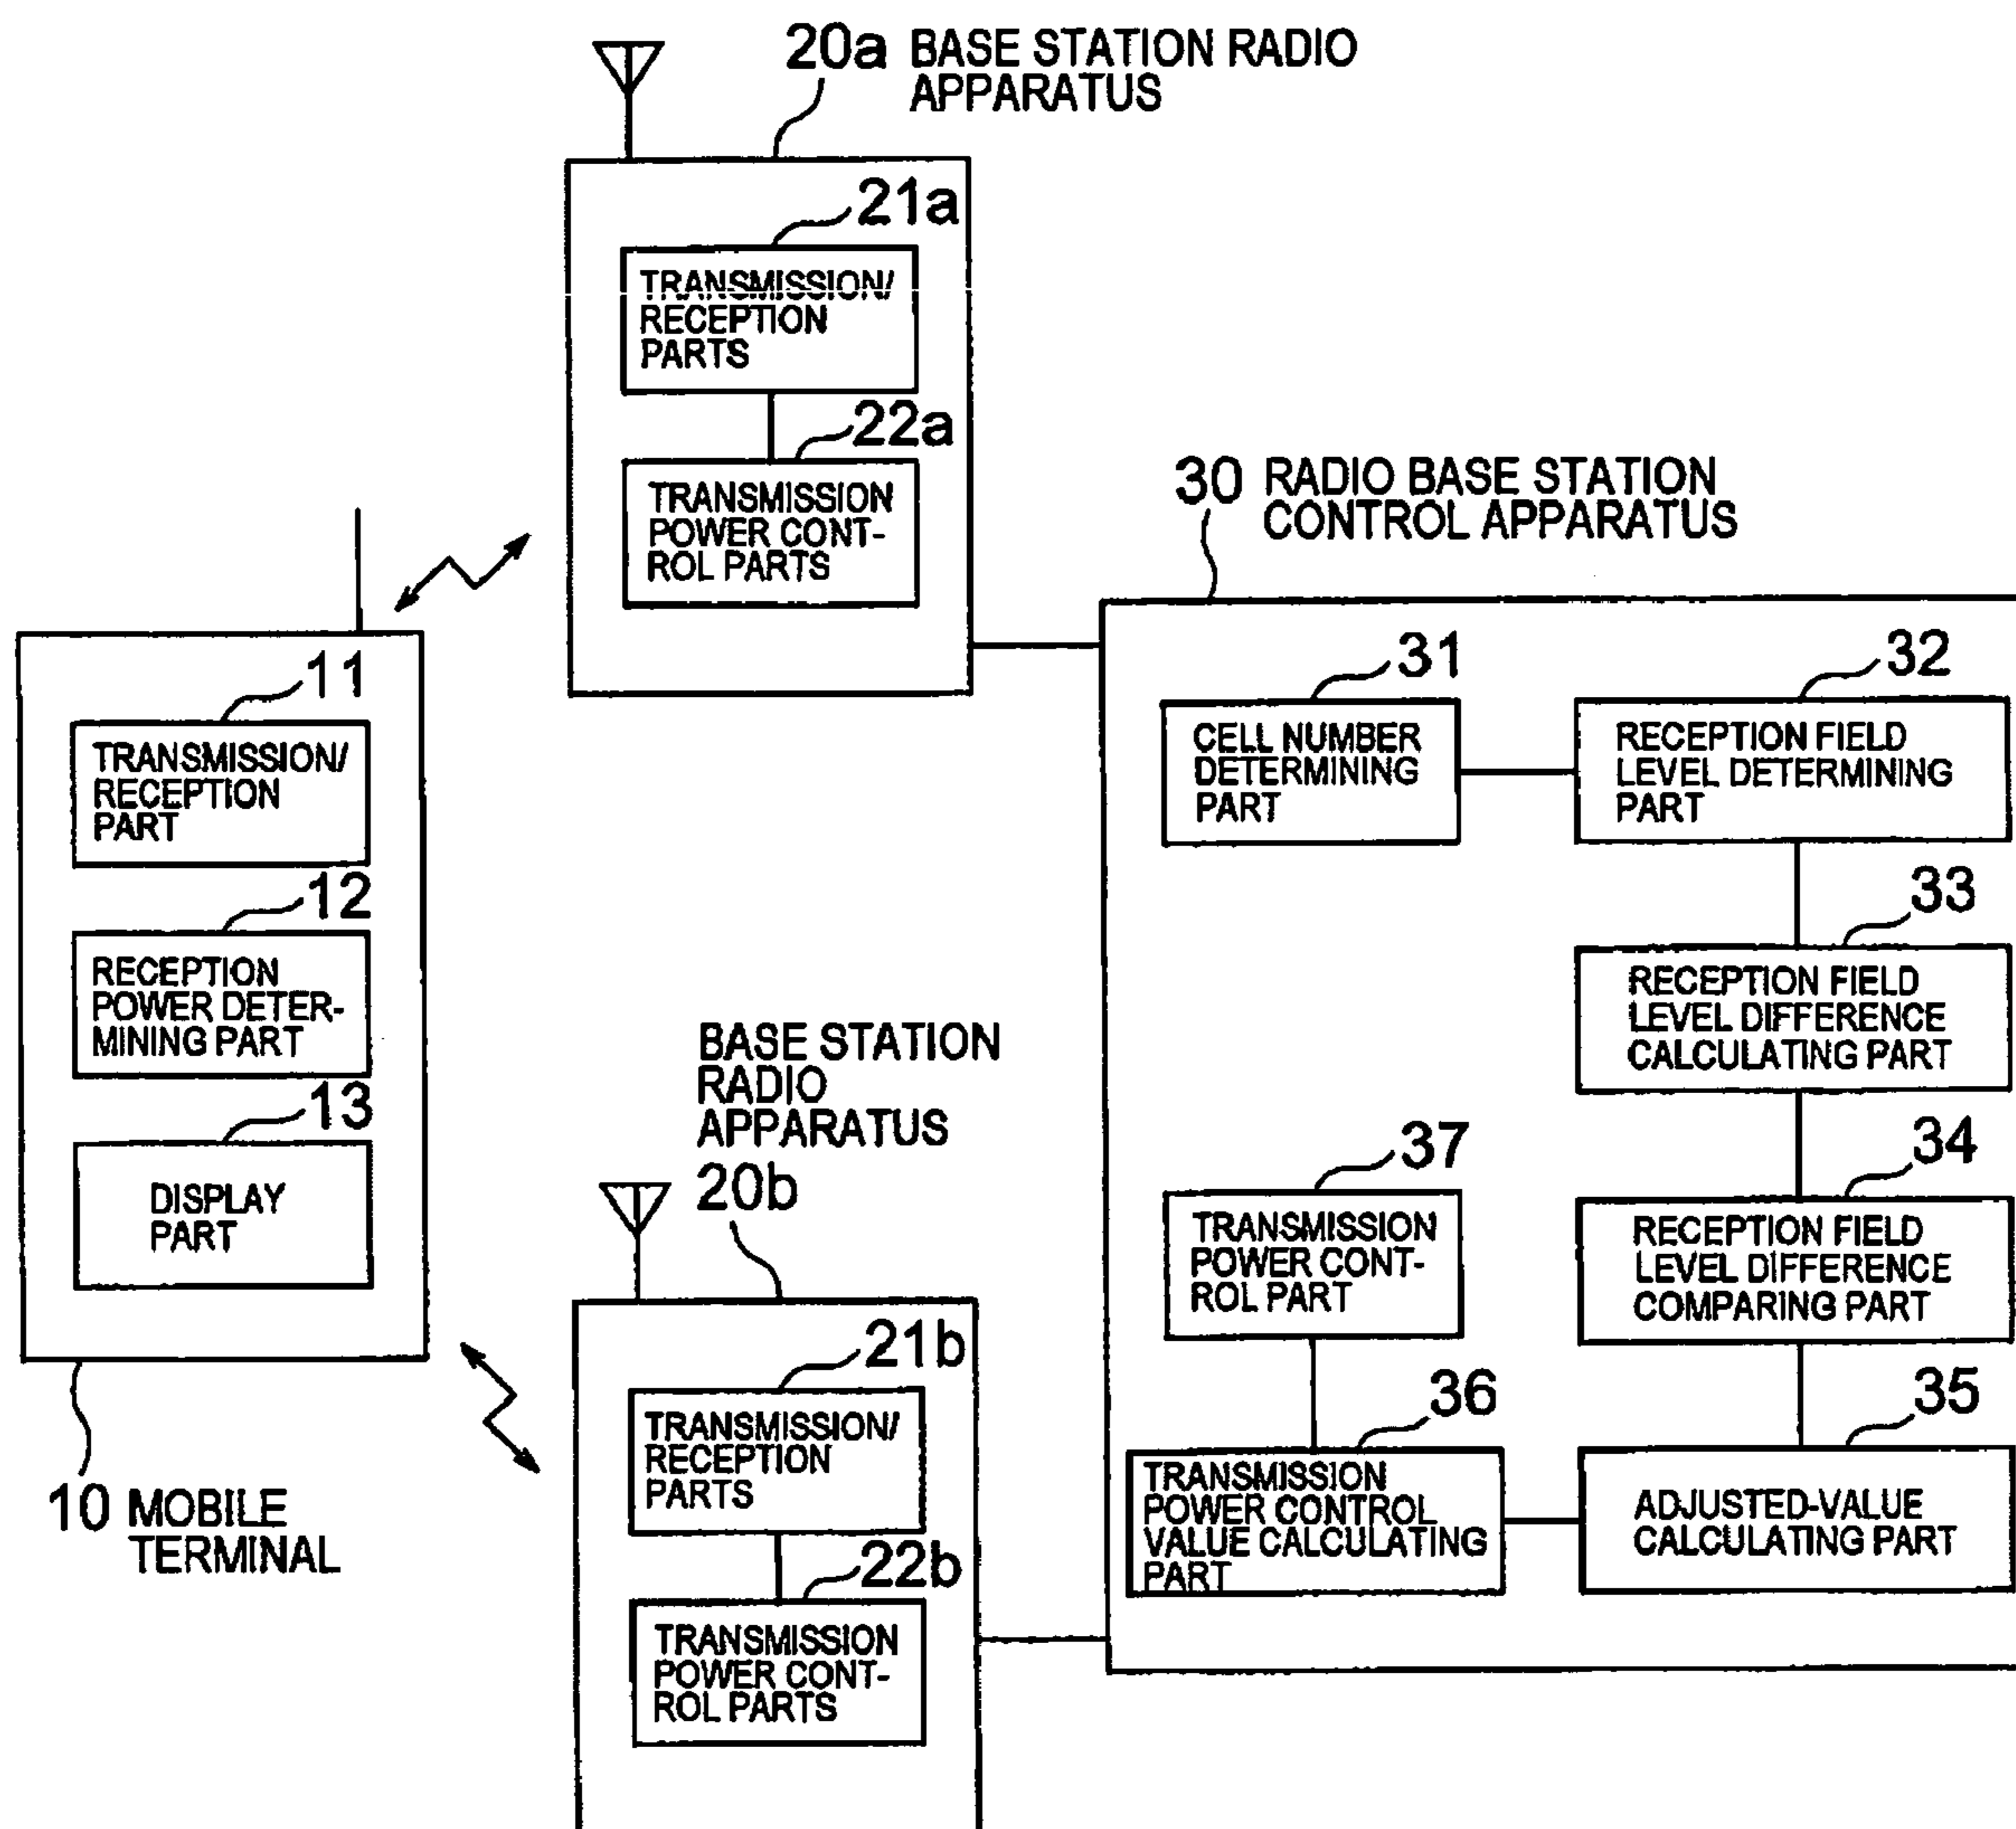 20a BASE STATION RADIO
APPARATUS
21a
TRANSMISSION/
RECEPTION
PARTS
22a
TRANSMISSION
POWER CONT-
ROL PARTS
30 RADIO BASE STATION
CONTROL APPARATUS
11
TRANSMISSION/
RECEPTION
PART
12
RECEPTION
POWER DETER-
MINING PART
13
DISPLAY
PART
10 MOBILE
TERMINAL
31
CELL NUMBER
DETERMINING
PART
32
RECEPTION FIELD
LEVEL DETERMINING
PART
33
RECEPTION FIELD
LEVEL DIFFERENCE
CALCULATING PART
34
RECEPTION FIELD
LEVEL DIFFERENCE
COMPARING PART
35
ADJUSTED-VALUE
CALCULATING PART
36
TRANSMISSION
POWER CONTROL
VALUE CALCULATING
PART
37
TRANSMISSION
POWER CONT-
ROL PART
BASE STATION
RADIO
APPARATUS
20b
21b
TRANSMISSION/
RECEPTION
PARTS
22b
TRANSMISSION
POWER CONT-
ROL PARTS